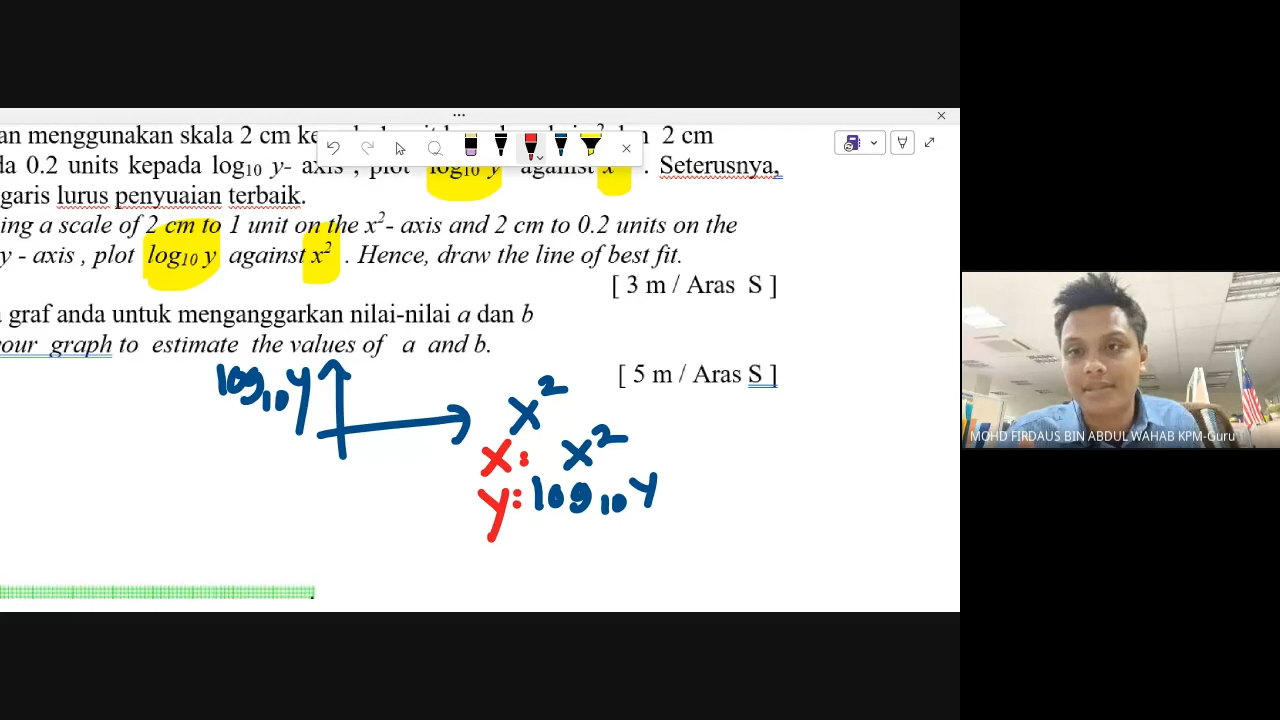 an menggunakan skala 2 cm ke x² 2 cm
da 0.2 units kepada log₁₀ y- axis , plot log₁₀ y against x . Seterusnya,
garis lurus penyuaian terbaik.
ing a scale of 2 cm to 1 unit on the x²- axis and 2 cm to 0.2 units on the
y - axis , plot log₁₀ y against x² . Hence, draw the line of best fit.
[ 3 m / Aras S ]
a graf anda untuk menganggarkan nilai-nilai a dan b
our graph to estimate the values of a and b.
[ 5 m / Aras S ]
log₁₀ y
x²
x: x²
y: log₁₀ y
MOHD FIRDAUS BIN ABDUL WAHAB KPM-Guru